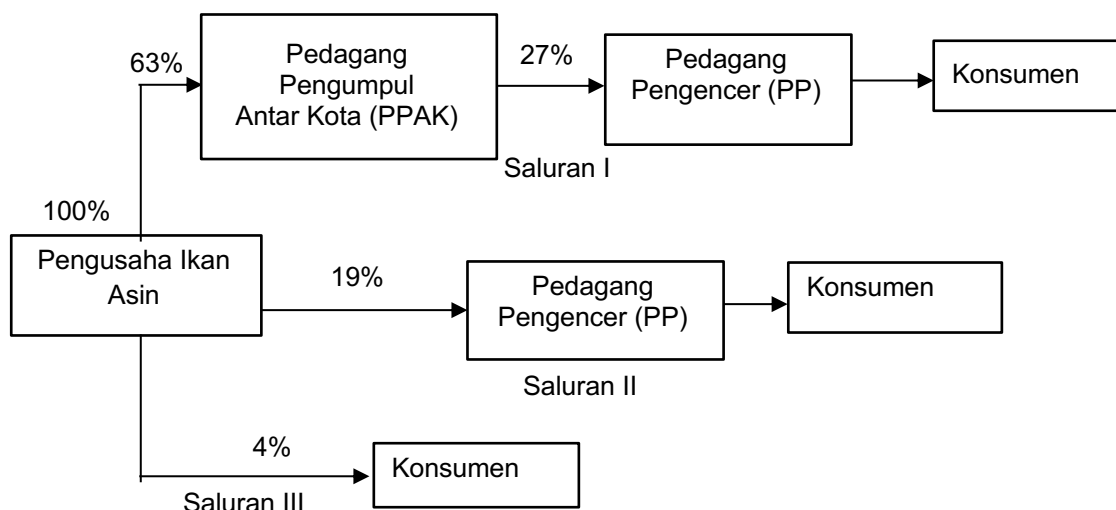 63%
Pedagang
Pengumpul
Antar Kota (PPAK)
27%
Pedagang
Pengencer (PP)
Konsumen
Saluran I
100%
Pengusaha Ikan
Asin
19%
Pedagang
Pengencer (PP)
Konsumen
Saluran II
4%
Konsumen
Saluran III